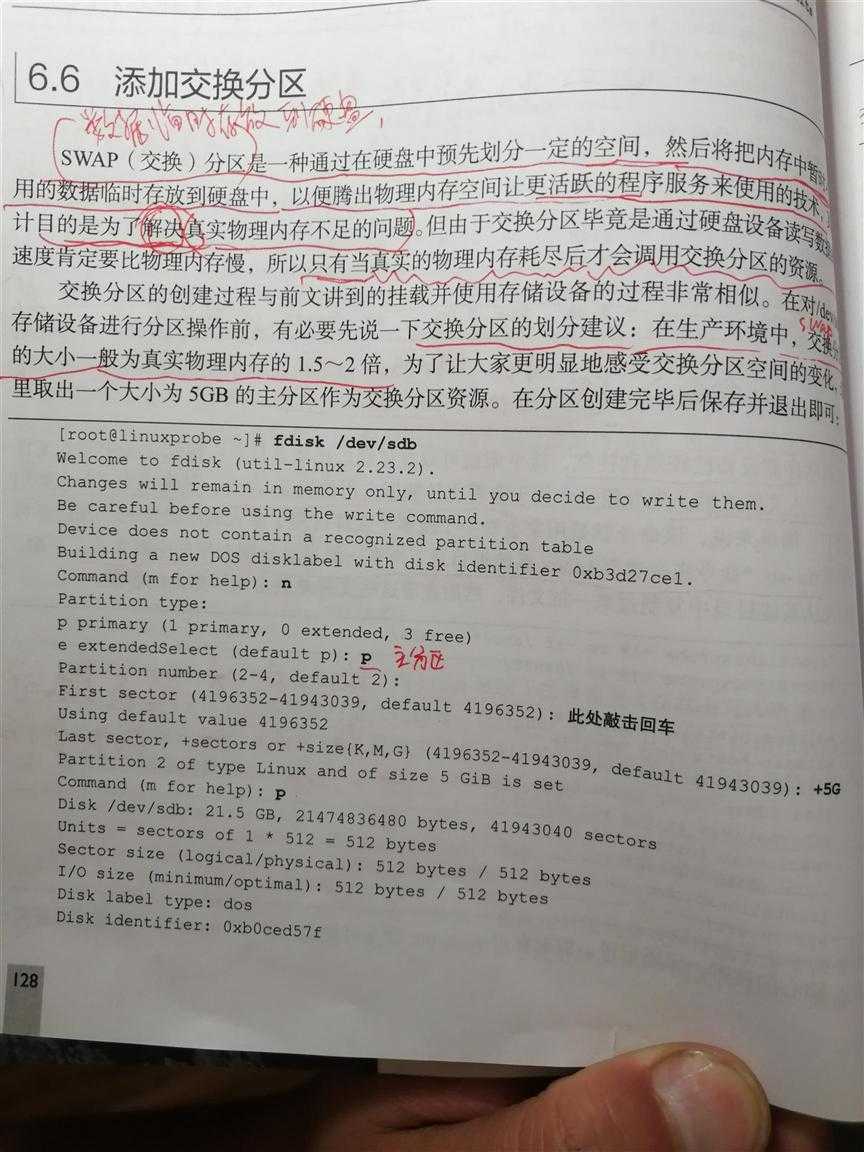 6.6 添加交换分区
数据临时存放到硬盘,
SWAP（交换）分区是一种通过在硬盘中预先划分一定的空间，然后将把内存中暂
用的数据临时存放到硬盘中，以便腾出物理内存空间让更活跃的程序服务来使用的技术，
计目的是为了解决真实物理内存不足的问题。但由于交换分区毕竟是通过硬盘设备读写数
速度肯定要比物理内存慢，所以只有当真实的物理内存耗尽后才会调用交换分区的资源。
交换分区的创建过程与前文讲到的挂载并使用存储设备的过程非常相似。在对/dev
swap
存储设备进行分区操作前，有必要先说一下交换分区的划分建议：在生产环境中，交换
的大小一般为真实物理内存的 1.5～2 倍，为了让大家更明显地感受交换分区空间的变化，
里取出一个大小为 5GB 的主分区作为交换分区资源。在分区创建完毕后保存并退出即可：
[root@linuxprobe ~]# fdisk /dev/sdb
Welcome to fdisk (util-linux 2.23.2).
Changes will remain in memory only, until you decide to write them.
Be careful before using the write command.
Device does not contain a recognized partition table
Building a new DOS disklabel with disk identifier 0xb3d27ce1.
Command (m for help): n
Partition type:
p primary (1 primary, 0 extended, 3 free)
e extendedSelect (default p): p 主分区
Partition number (2-4, default 2):
First sector (4196352-41943039, default 4196352): 此处敲击回车
Using default value 4196352
Last sector, +sectors or +size{K,M,G} (4196352-41943039, default 41943039): +5G
Partition 2 of type Linux and of size 5 GiB is set
Command (m for help): p
Disk /dev/sdb: 21.5 GB, 21474836480 bytes, 41943040 sectors
Units = sectors of 1 * 512 = 512 bytes
Sector size (logical/physical): 512 bytes / 512 bytes
I/O size (minimum/optimal): 512 bytes / 512 bytes
Disk label type: dos
Disk identifier: 0xb0ced57f
128